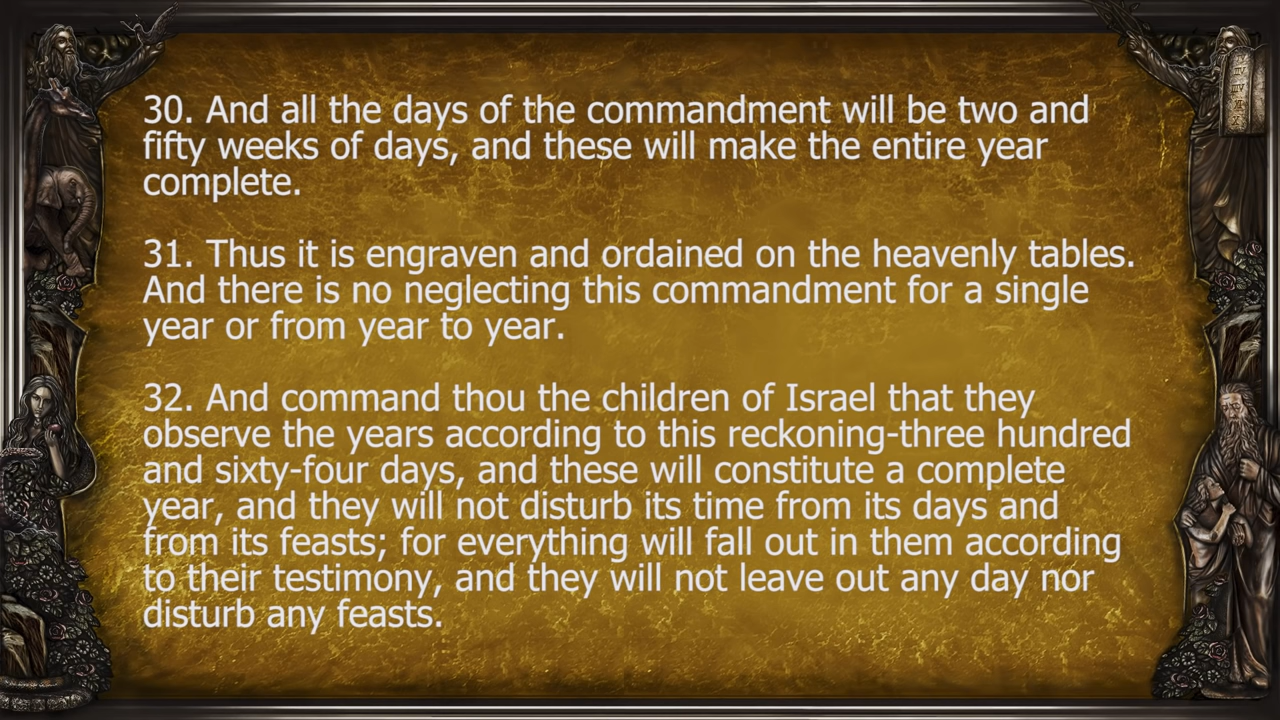 30. And all the days of the commandment will be two and
fifty weeks of days, and these will make the entire year
complete.
31. Thus it is engraven and ordained on the heavenly tables.
And there is no neglecting this commandment for a single
year or from year to year.
32. And command thou the children of Israel that they
observe the years according to this reckoning-three hundred
and sixty-four days, and these will constitute a complete
year, and they will not disturb its time from its days and
from its feasts; for everything will fall out in them according
to their testimony, and they will not leave out any day nor
disturb any feasts.